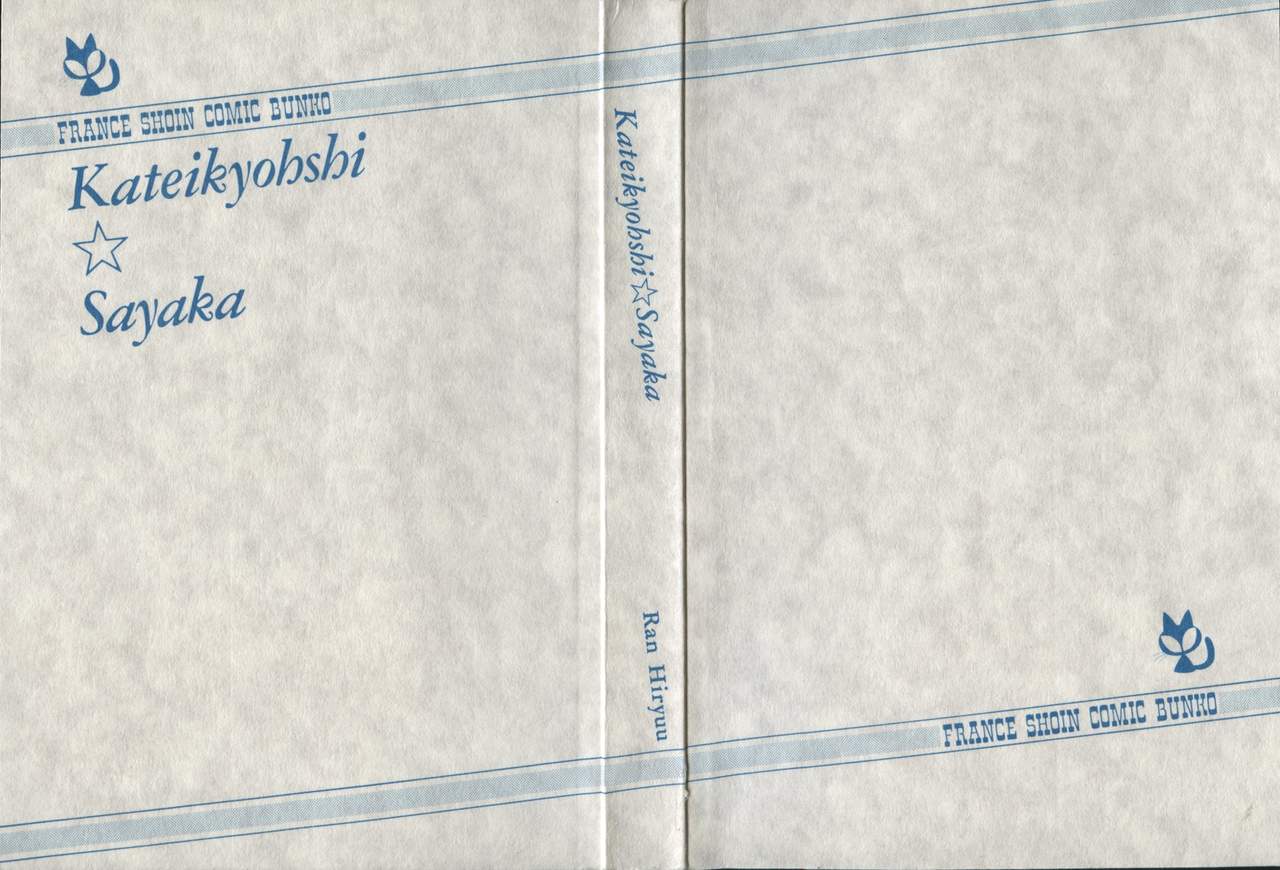 FRANCE SHOIN COMIC BUNKO
Kateikyohshi
☆
Sayaka
Kateikyohshi☆Sayaka
Ran Hiryuu
FRANCE SHOIN COMIC BUNKO